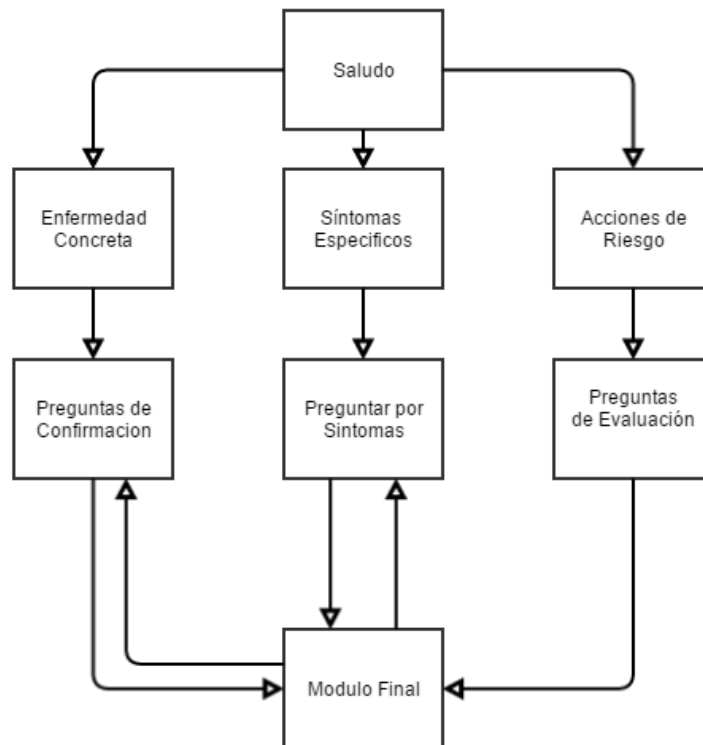 Saludo
Enfermedad
Concreta
Síntomas
Especificos
Acciones de
Riesgo
Preguntas de
Confirmacion
Preguntar por
Sintomas
Preguntas
de Evaluación
Modulo Final